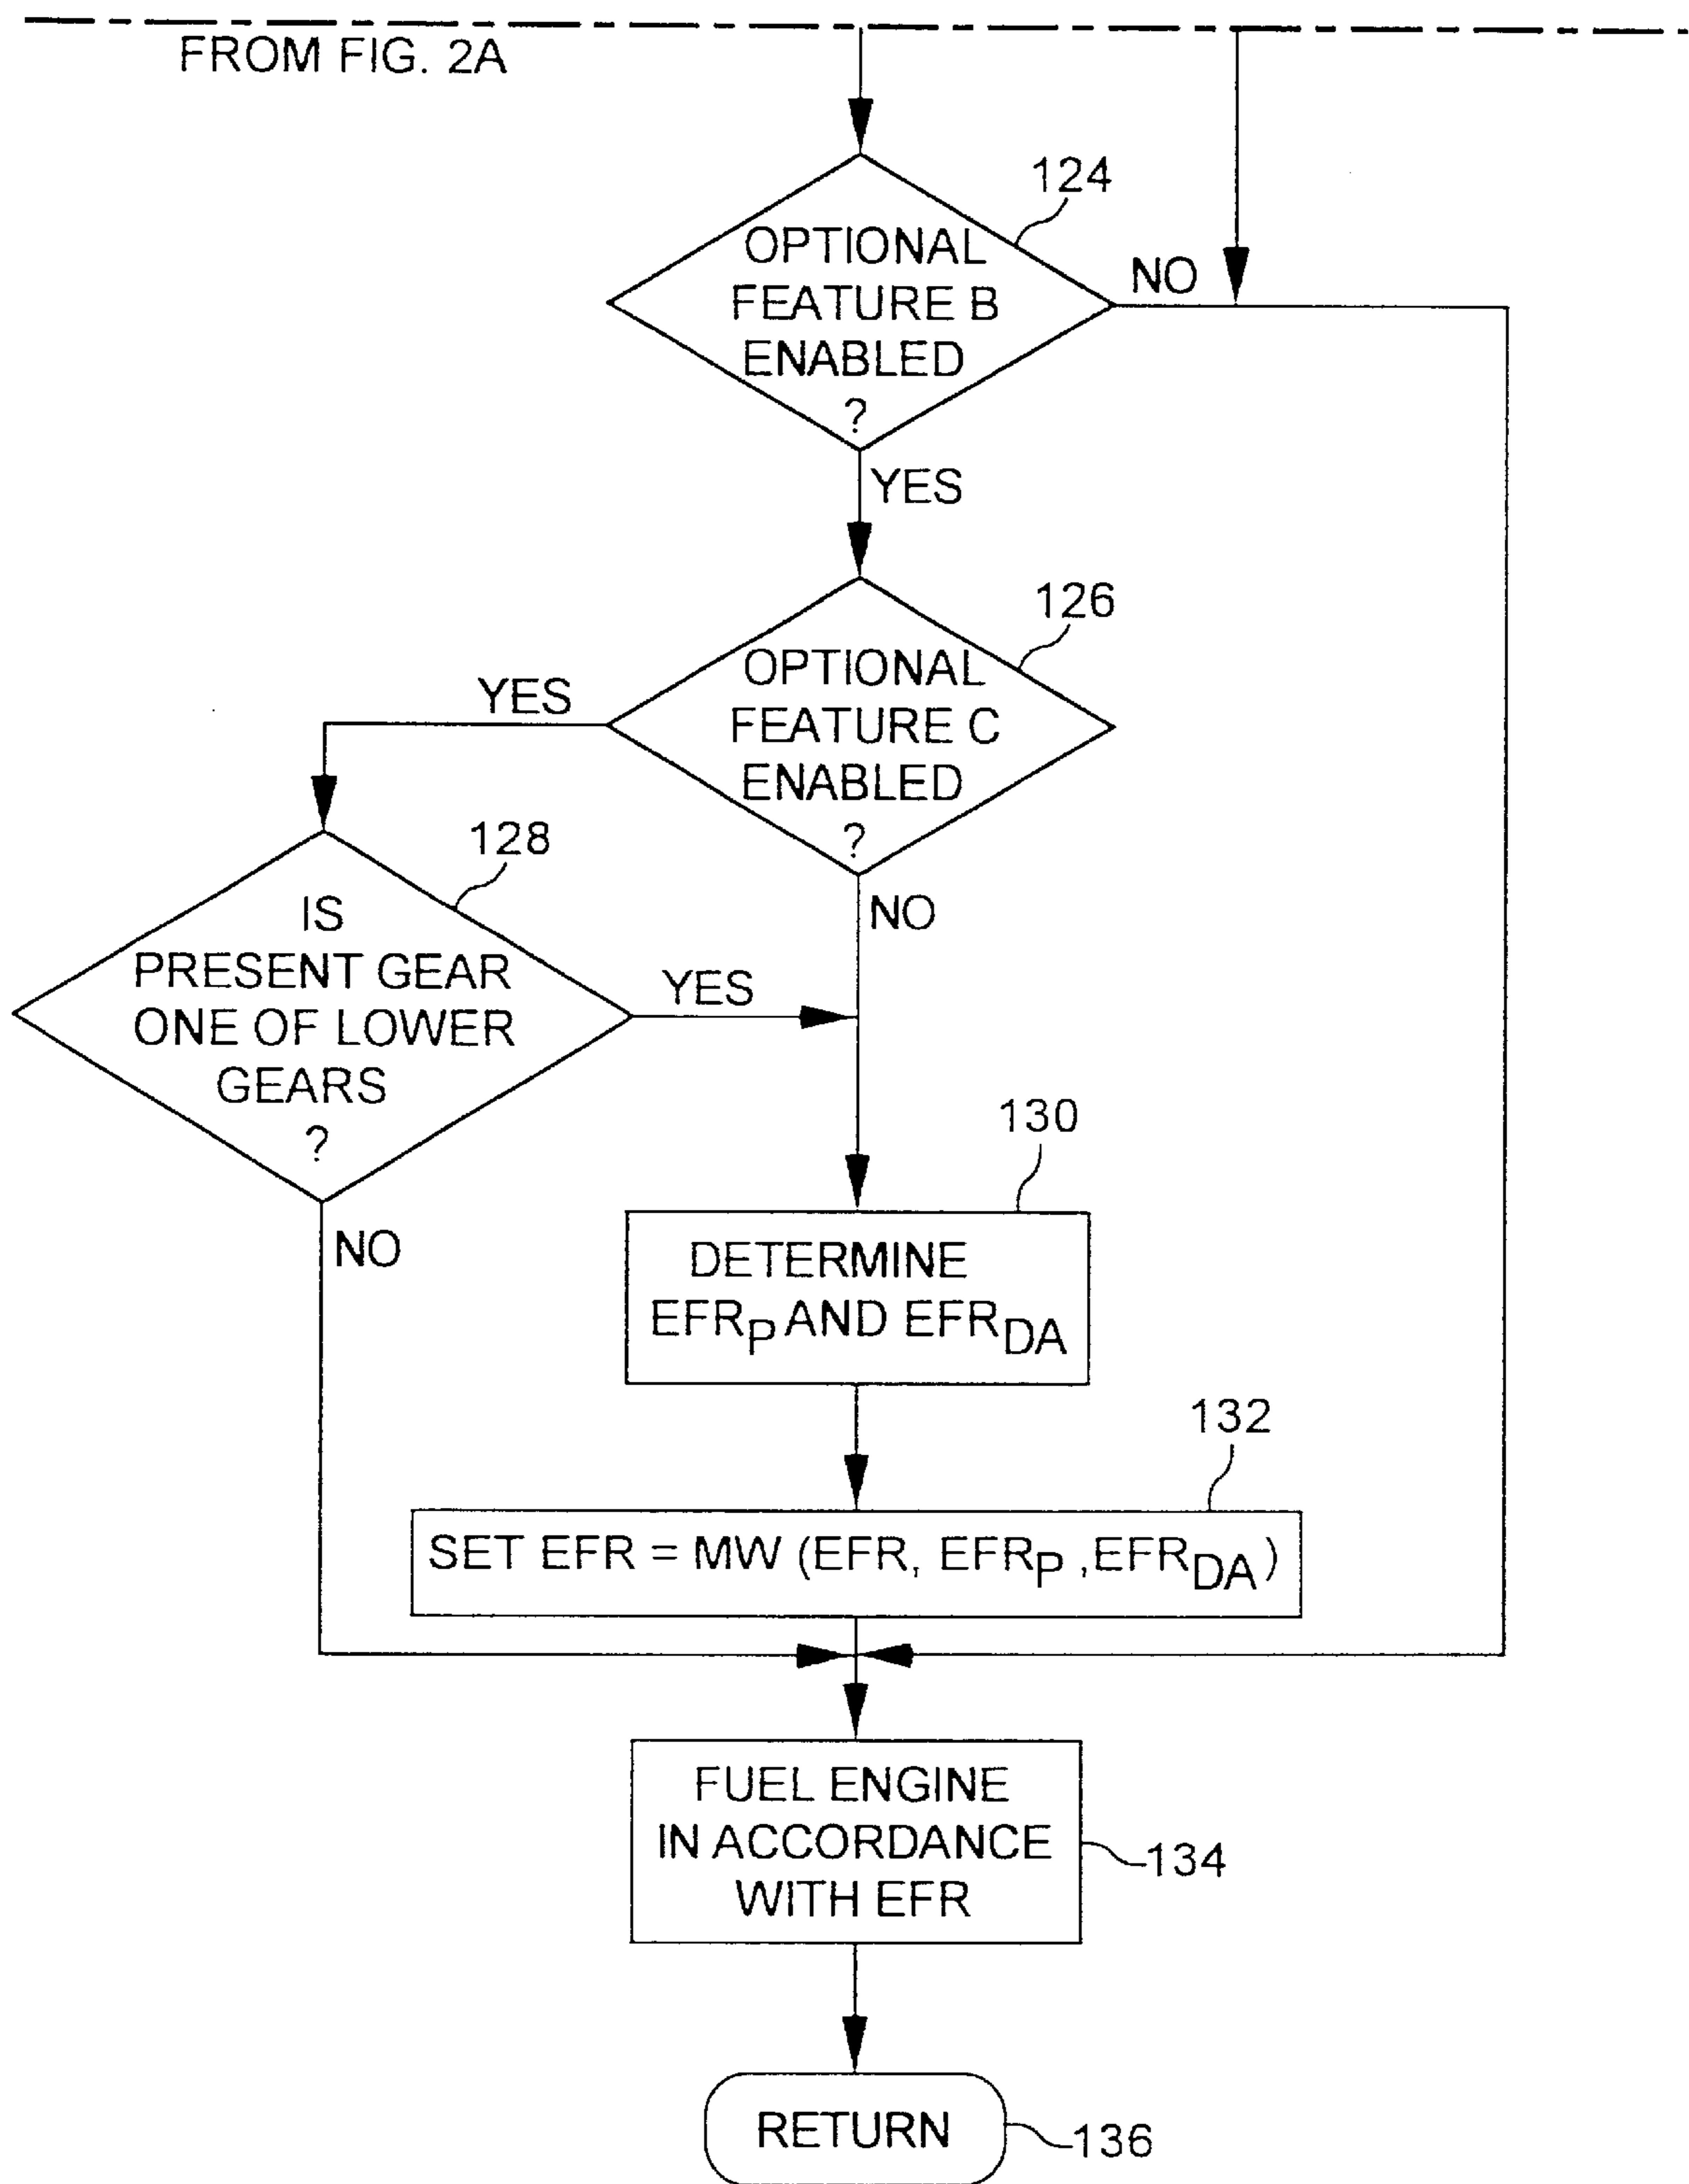 FROM FIG. 2A
124
OPTIONAL
FEATURE B
ENABLED
?
NO
YES
126
OPTIONAL
FEATURE C
ENABLED
?
YES
NO
128
IS
PRESENT GEAR
ONE OF LOWER
GEARS
?
YES
NO
130
DETERMINE
EFRP AND EFRDA
132
SET EFR = MW (EFR, EFRP ,EFRDA)
FUEL ENGINE
IN ACCORDANCE
WITH EFR
134
RETURN
136